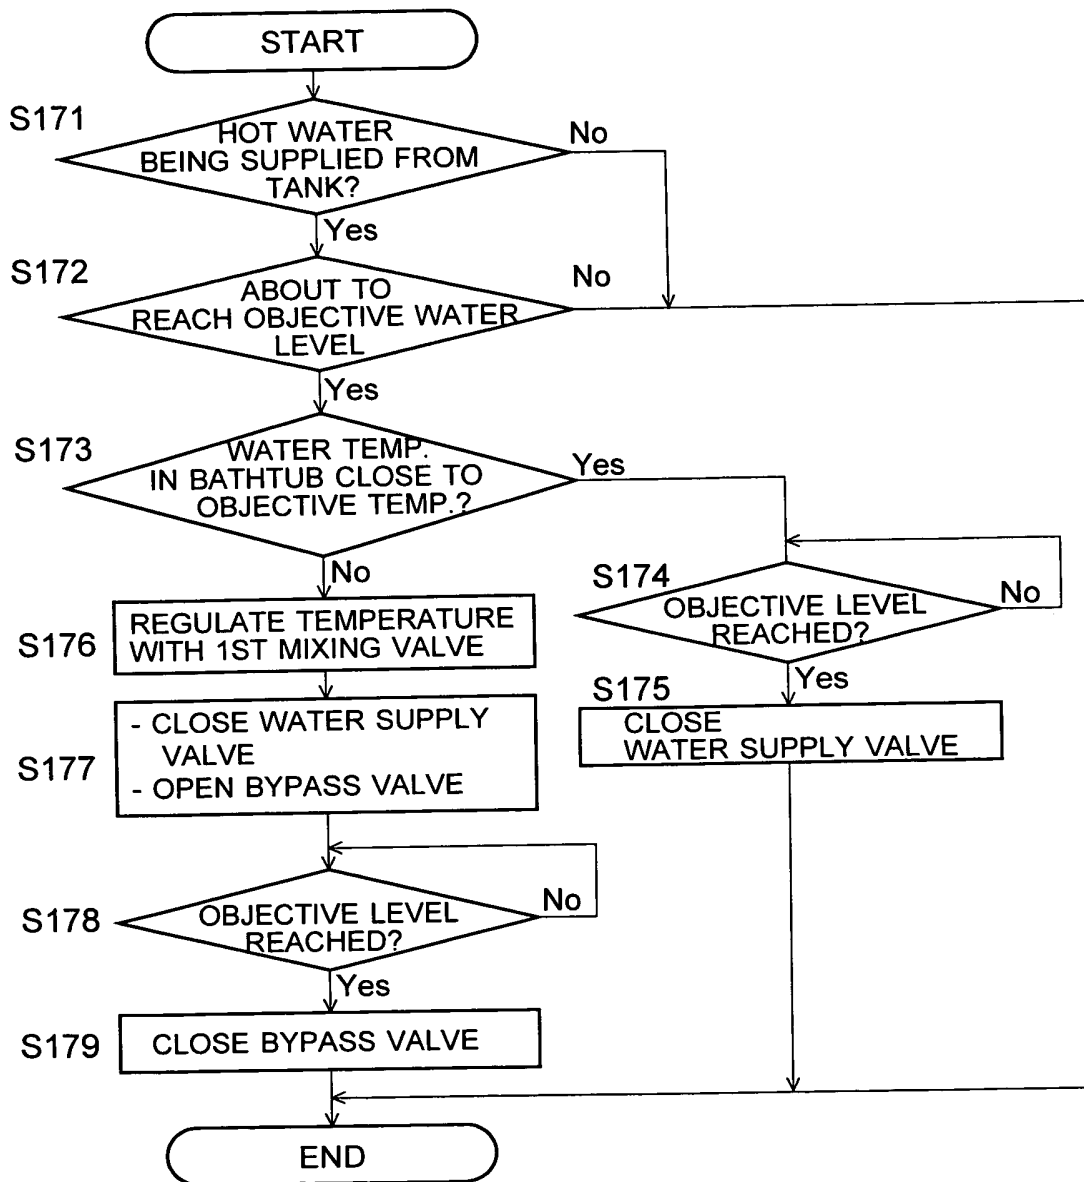 START
S171
HOT WATER
BEING SUPPLIED FROM
TANK?
No
Yes
S172
ABOUT TO
REACH OBJECTIVE WATER
LEVEL
No
Yes
S173
WATER TEMP.
IN BATHTUB CLOSE TO
OBJECTIVE TEMP.?
Yes
No
S174
OBJECTIVE LEVEL
REACHED?
No
Yes
S175
CLOSE
WATER SUPPLY VALVE
S176
REGULATE TEMPERATURE
WITH 1ST MIXING VALVE
S177
- CLOSE WATER SUPPLY
VALVE
- OPEN BYPASS VALVE
S178
OBJECTIVE LEVEL
REACHED?
No
Yes
S179
CLOSE BYPASS VALVE
END